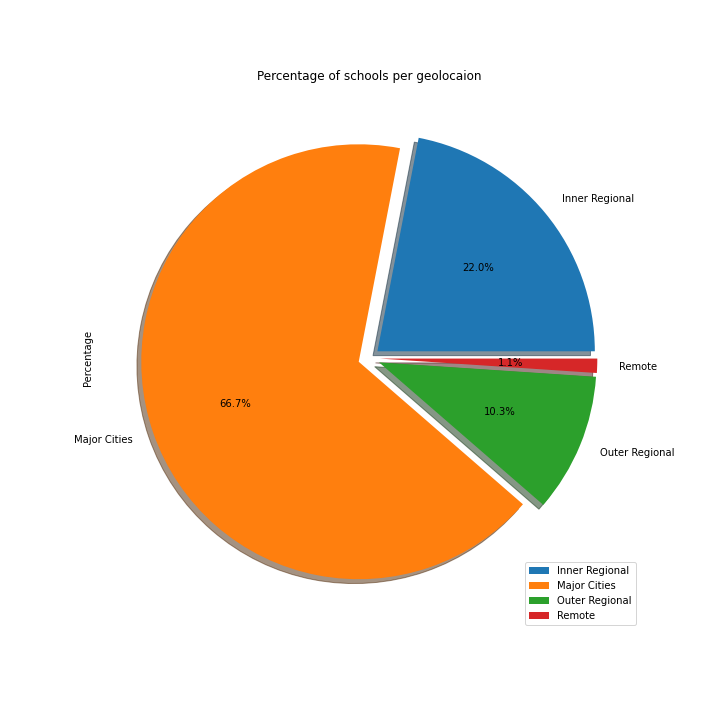 Percentage of schools per geolocaion
Inner Regional
22.0%
Percentage
1.1%
Remote
66.7%
10.3%
Major Cities
Outer Regional
Inner Regional
Major Cities
Outer Regional
Remote